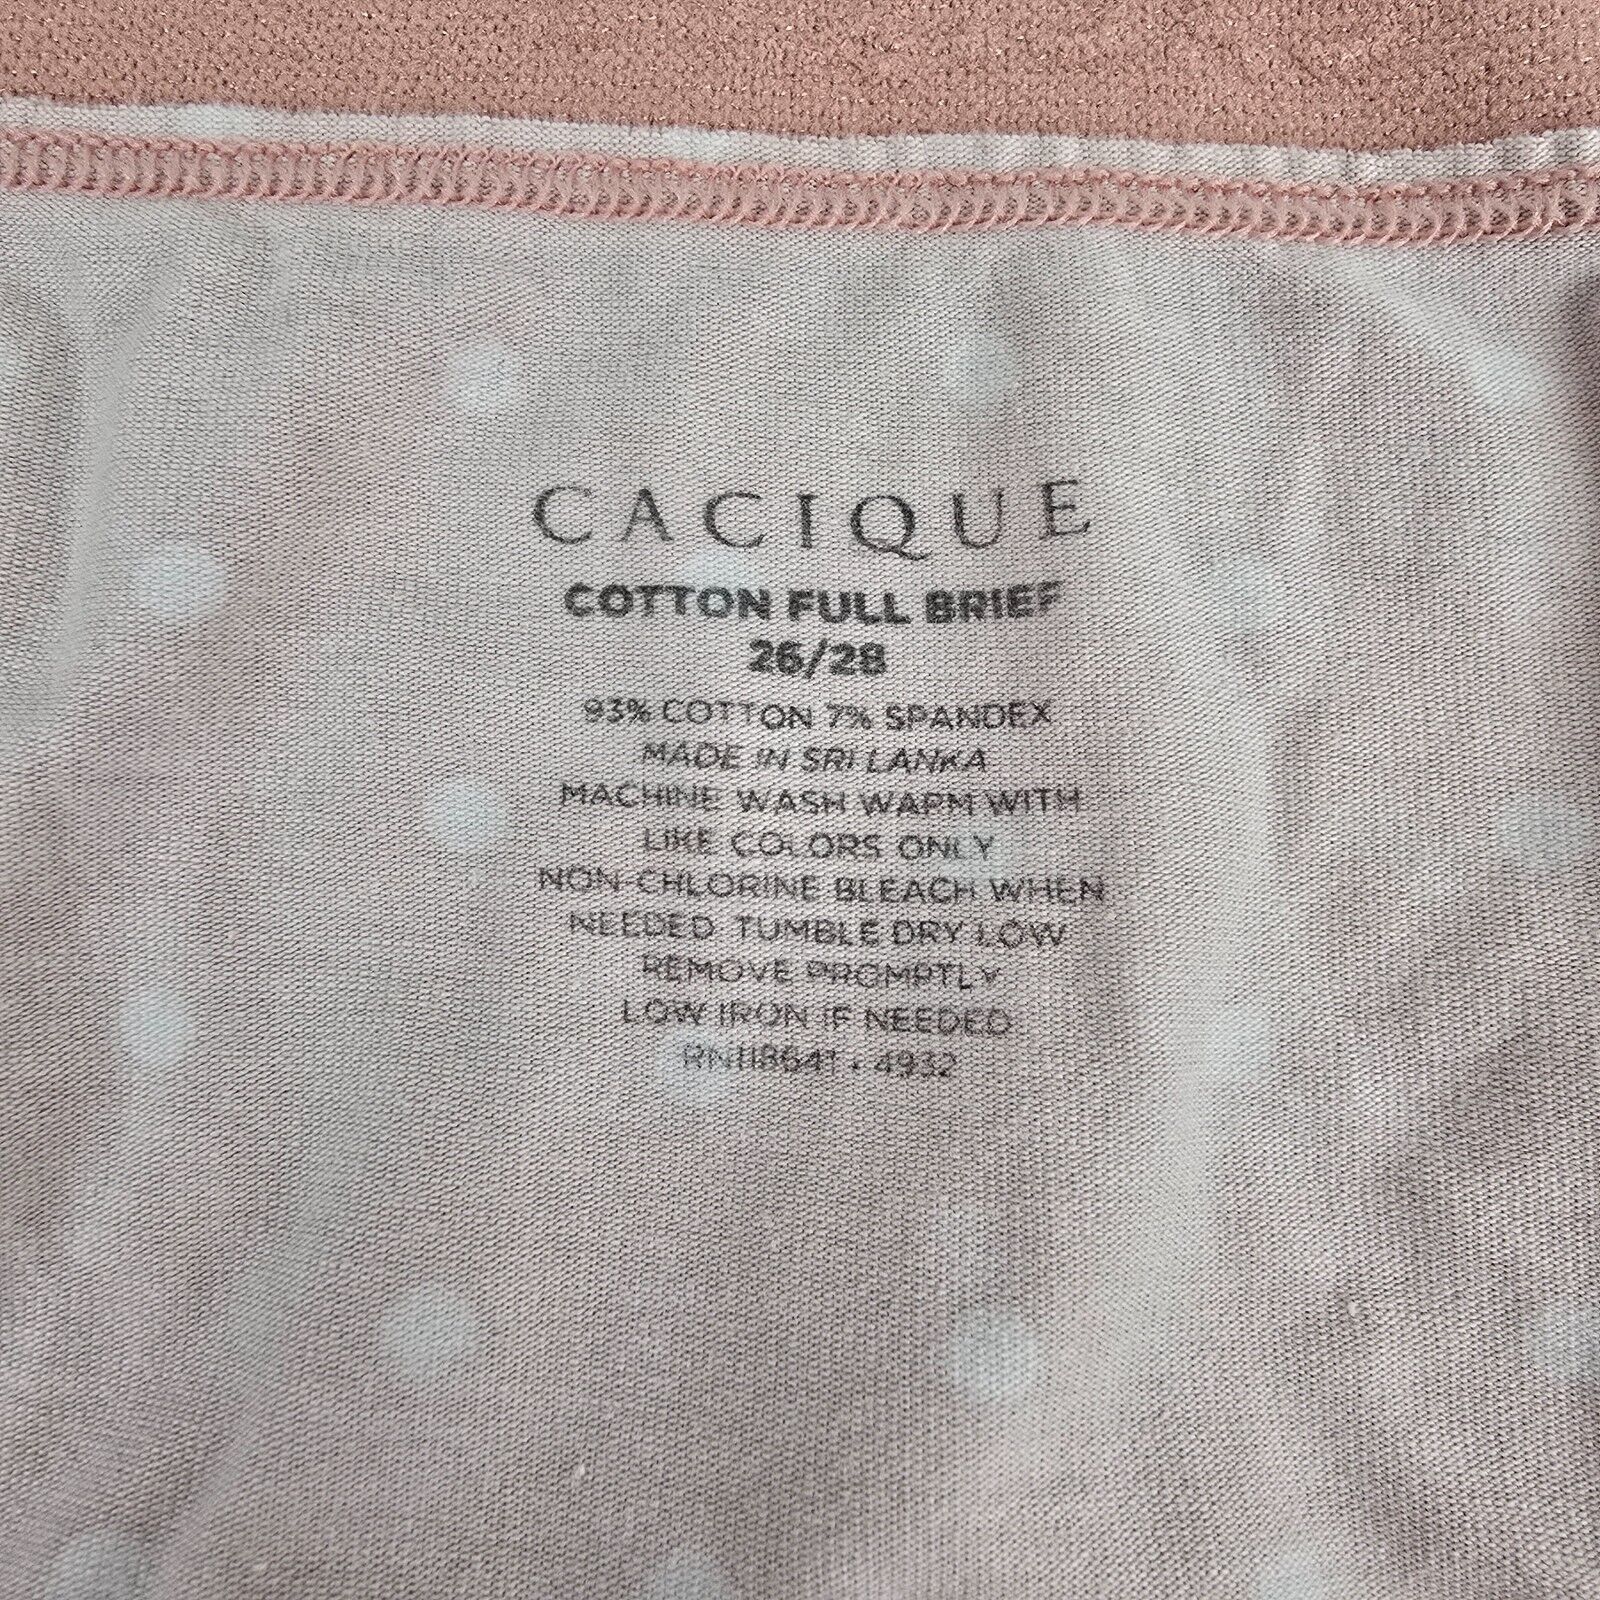 CACIQUE
COTTON FULL BRIEF
26/28
93% COTTON 7% SPANDEX
MADE IN SRI LANKA
MACHINE WASH WARM WITH
LIKE COLORS ONLY
NON-CHLORINE BLEACH WHEN
NEEDED TUMBLE DRY LOW
REMOVE PROMPTLY
LOW IRON IF NEEDED
RN118641 • 4932